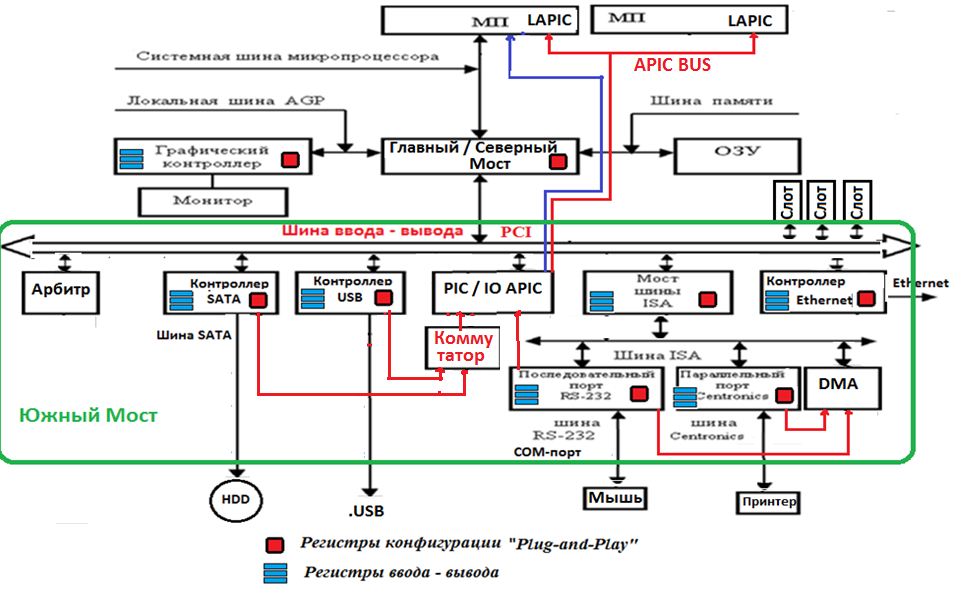 МП LAPIC
МП LAPIC
Системная шина микропроцессора
APIC BUS
Локальная шина AGP
Шина памяти
Графический
контроллер
Главный / Северный
Мост
ОЗУ
Монитор
Слот
Слот
Слот
Шина ввода - вывода PCI
Арбитр
Контроллер
SATA
Контроллер
USB
PIC / IO APIC
Мост
шины
ISA
Контроллер
Ethernet
Ethernet
Шина SATA
Комму
татор
Шина ISA
Последовательный
порт
RS-232
Параллельный
порт
Centronics
DMA
Южный Мост
шина
RS-232
шина
Centronics
COM-порт
HDD
.USB
Мышь
Принтер
Регистры конфигурации "Plug-and-Play"
Регистры ввода - вывода